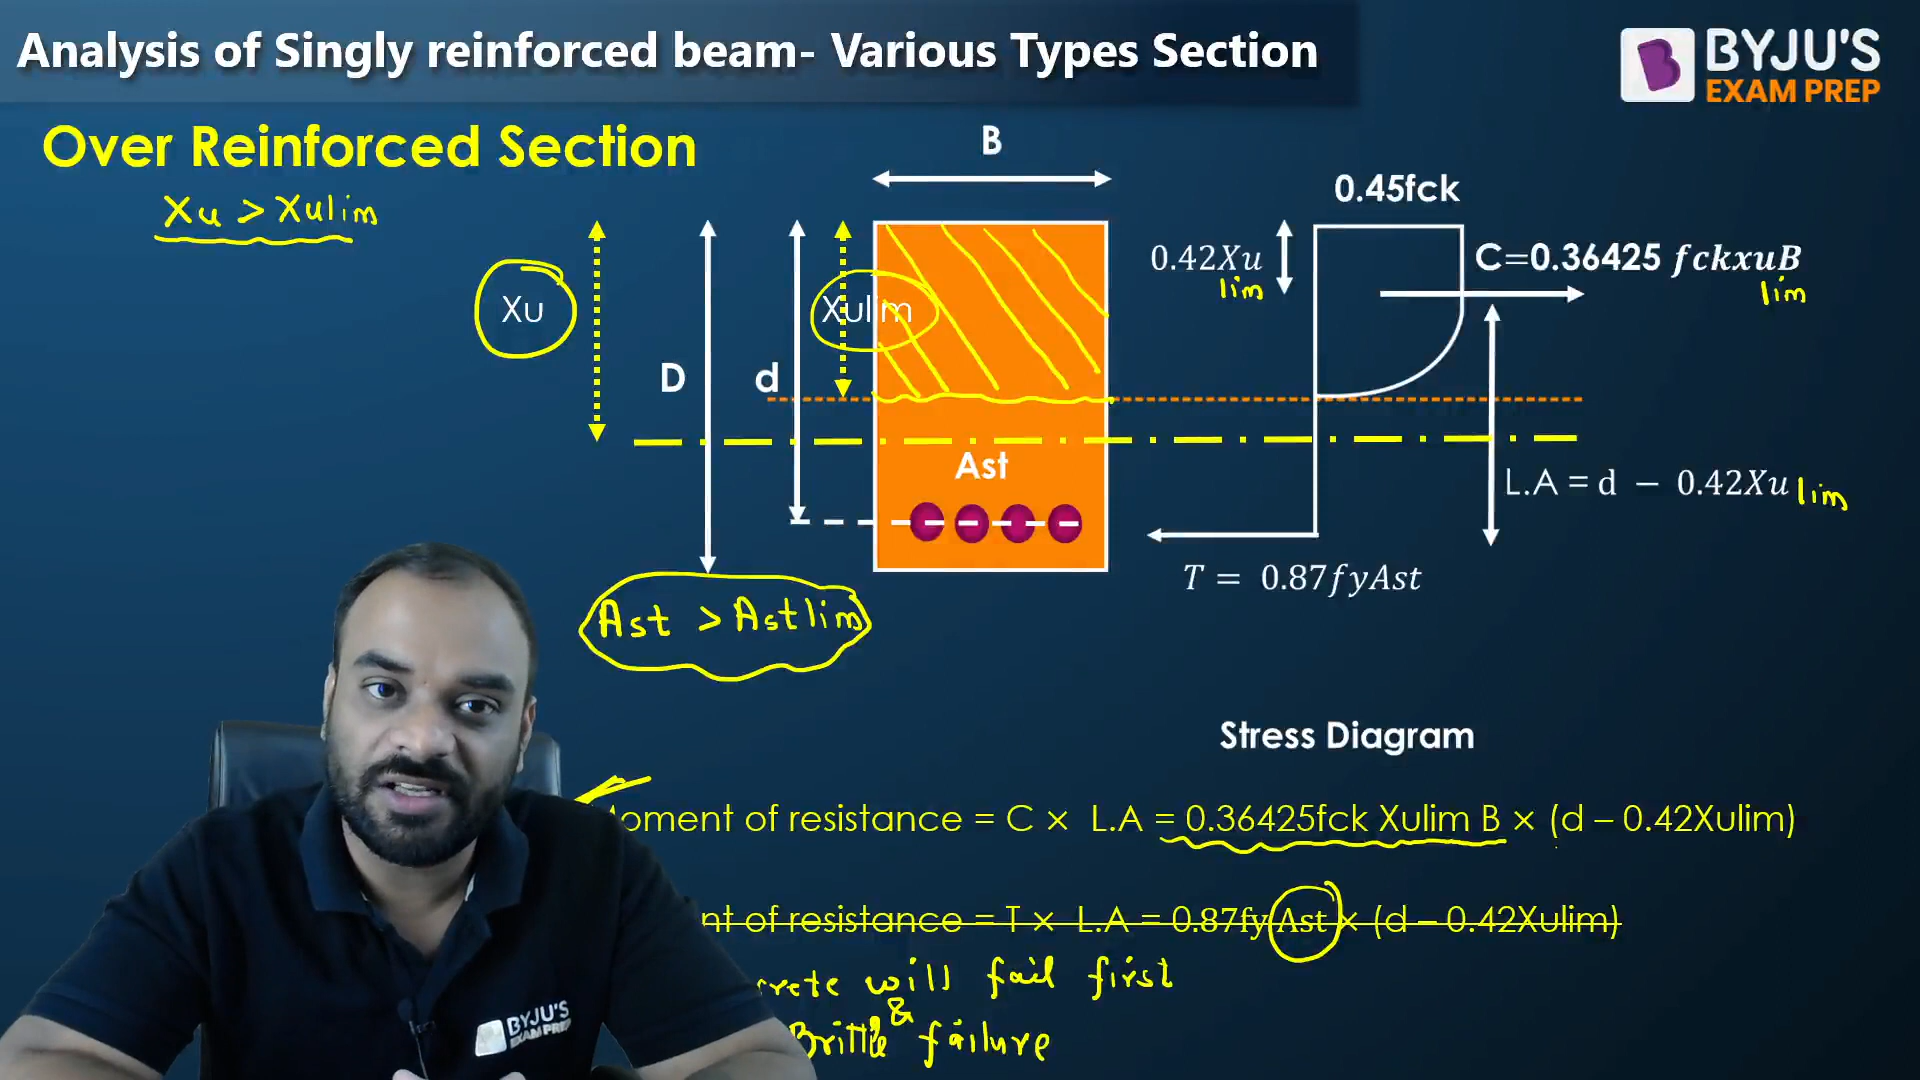 Analysis of Singly reinforced beam- Various Types Section
BYJU'S
EXAM PREP
Over Reinforced Section
Xu > Xulim
B
0.45fck
0.42Xu
lim
C=0.36425 fckxuB
lim
Xu
Xulim
D
d
Ast
L.A = d − 0.42Xu lim
T = 0.87fyAst
Ast > Astlim
Stress Diagram
Moment of resistance = C × L.A = 0.36425fck Xulim B × (d – 0.42Xulim)
of resistance = T × L.A = 0.87fy Ast × (d – 0.42Xulim)
will fail first
&
Brittle failure
BYJU'S
EXAM PREP